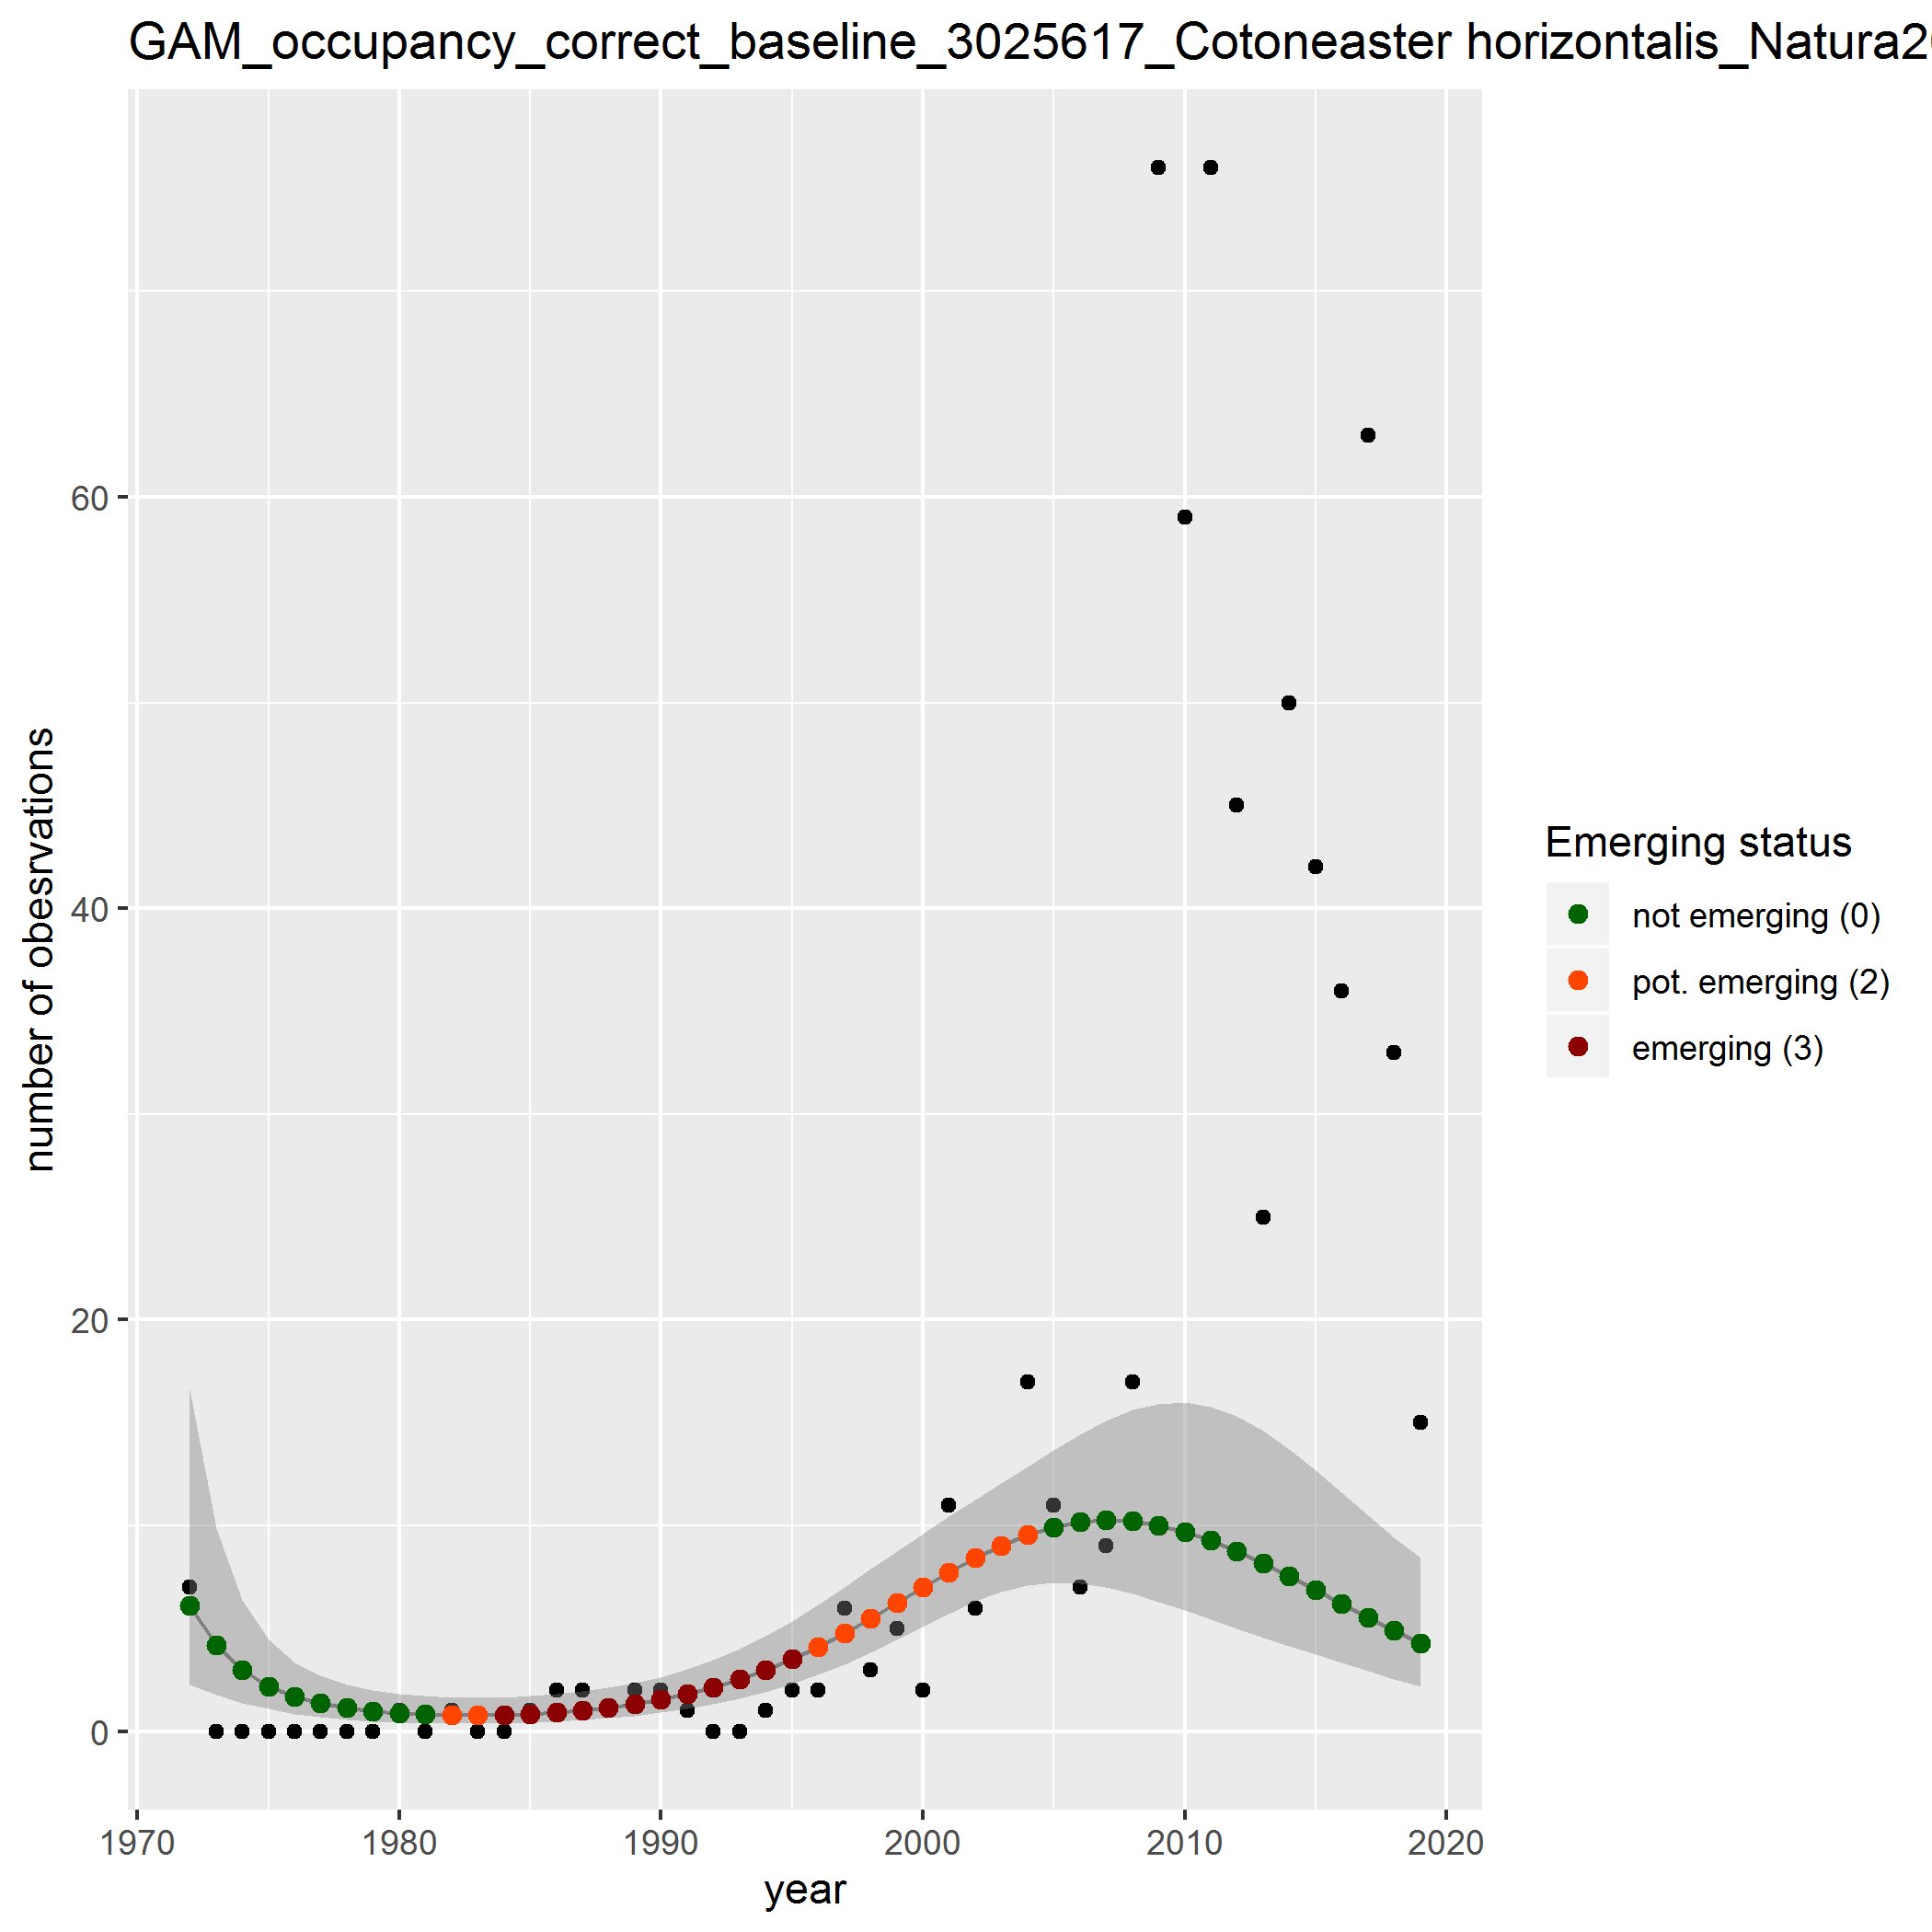 GAM_occupancy_correct_baseline_3025617_Cotoneaster horizontalis_Natura2
number of obesrvations
60
40
20
0
1970 1980 1990 2000 2010 2020
year
Emerging status
not emerging (0)
pot. emerging (2)
emerging (3)